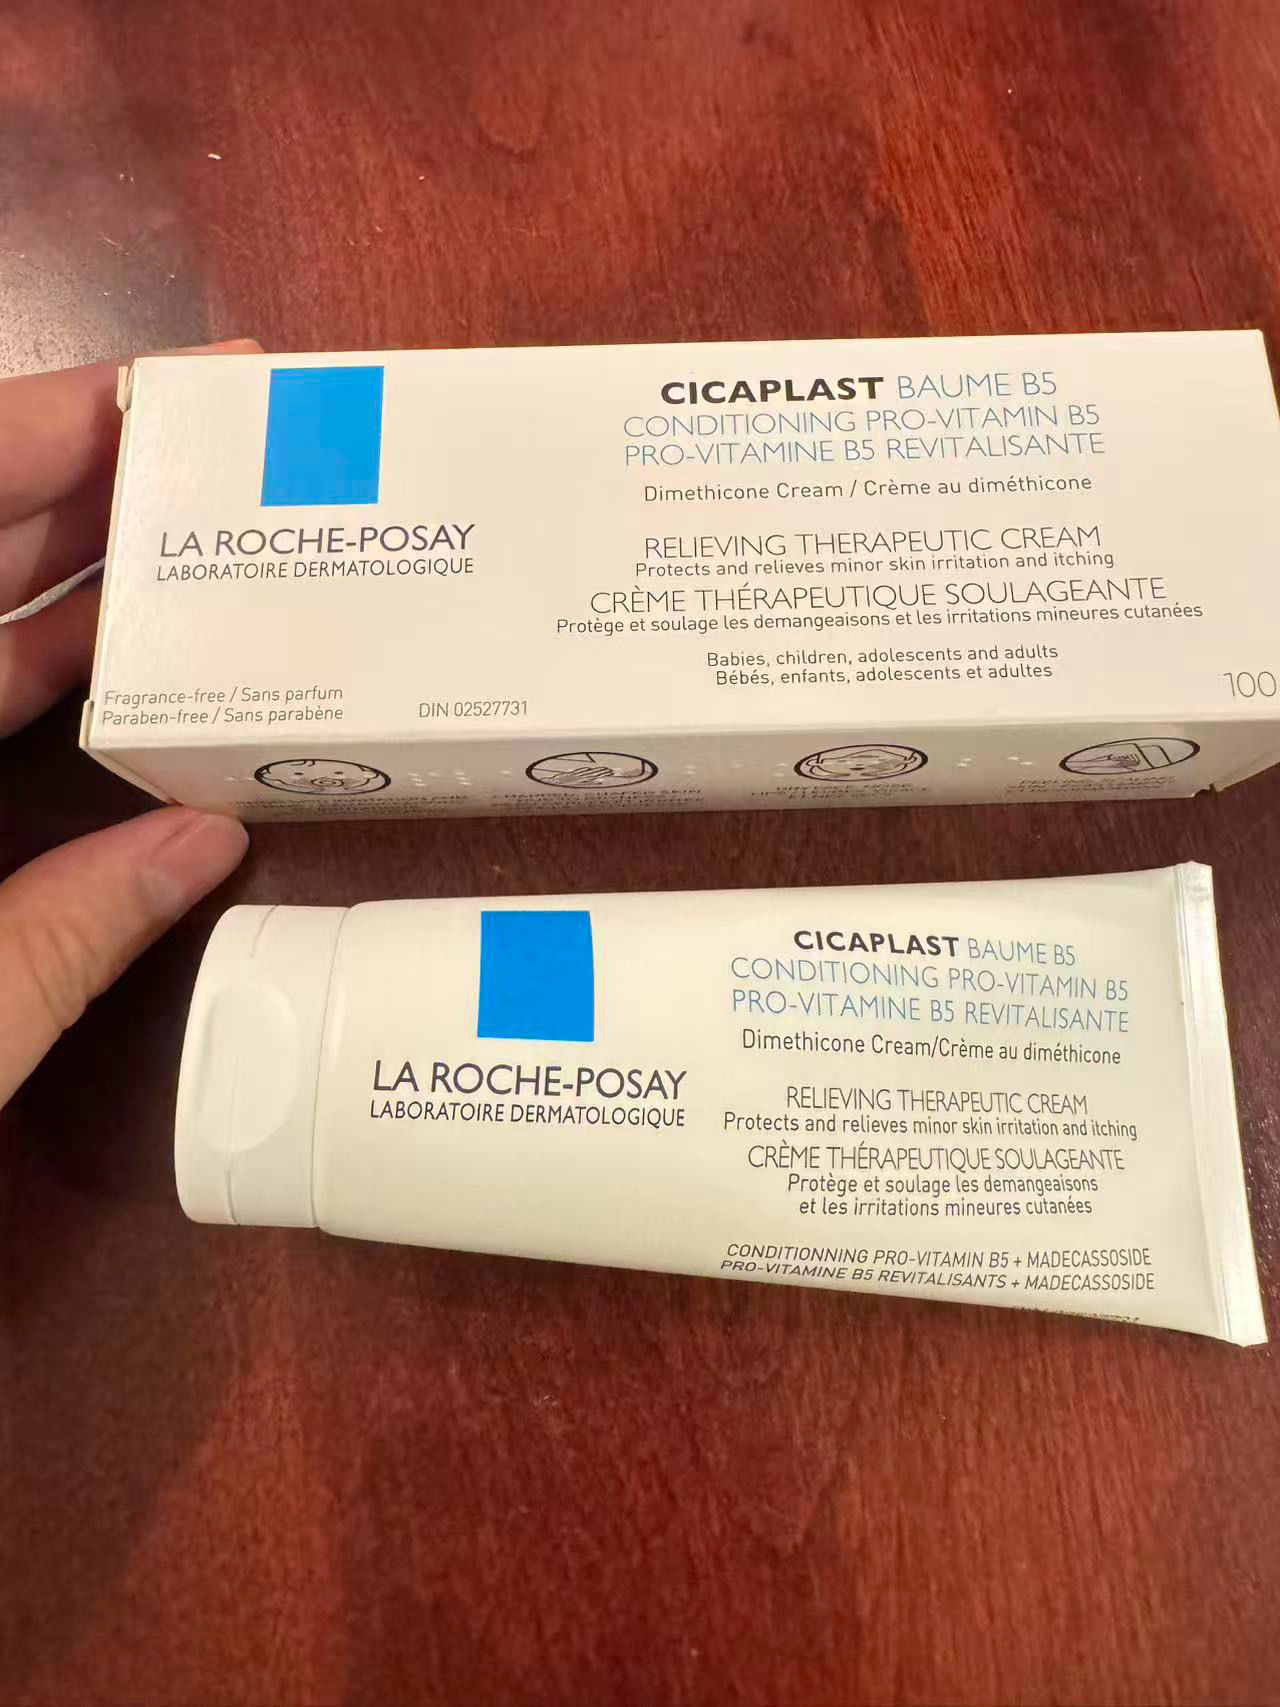 CICAPLAST BAUME B5
CONDITIONING PRO-VITAMIN B5
PRO-VITAMINE B5 REVITALISANTE
Dimethicone Cream / Crème au diméthicone
LA ROCHE-POSAY
LABORATOIRE DERMATOLOGIQUE
RELIEVING THERAPEUTIC CREAM
Protects and relieves minor skin irritation and itching
CRÈME THÉRAPEUTIQUE SOULAGEANTE
Protège et soulage les demangeaisons et les irritations mineures cutanées
Babies, children, adolescents and adults
Bébés, enfants, adolescents et adultes
Fragrance-free / Sans parfum
Paraben-free / Sans parabène
DIN 02527731
100
CICAPLAST BAUME B5
CONDITIONING PRO-VITAMIN B5
PRO-VITAMINE B5 REVITALISANTE
Dimethicone Cream/Crème au diméthicone
LA ROCHE-POSAY
LABORATOIRE DERMATOLOGIQUE
RELIEVING THERAPEUTIC CREAM
Protects and relieves minor skin irritation and itching
CRÈME THÉRAPEUTIQUE SOULAGEANTE
Protège et soulage les demangeaisons
et les irritations mineures cutanées
CONDITIONNING PRO-VITAMIN B5 + MADECASSOSIDE
PRO-VITAMINE B5 REVITALISANTS + MADECASSOSIDE